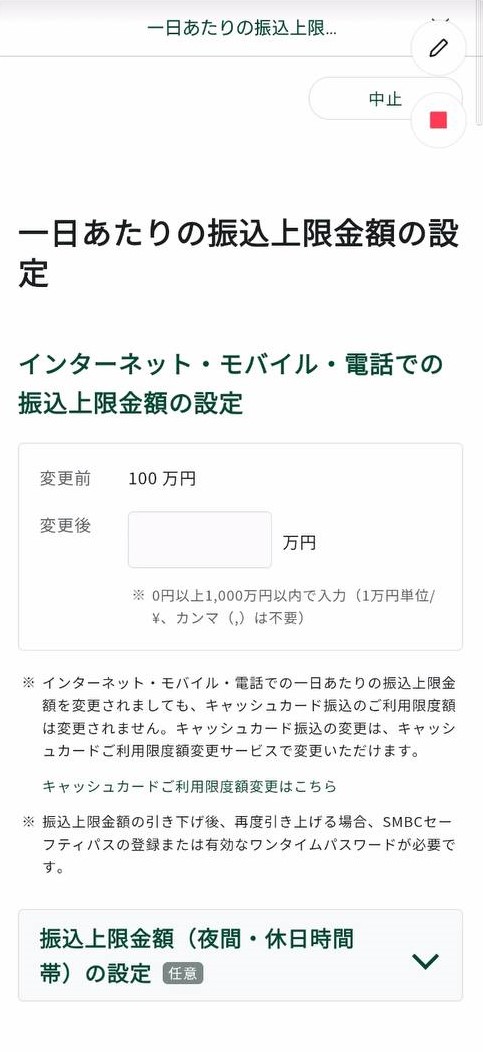 一日あたりの振込上限...
中止
一日あたりの振込上限金額の設
定
インターネット・モバイル・電話での
振込上限金額の設定
変更前 100 万円
変更後 万円
※ 0円以上1,000万円以内で入力（1万円単位/
¥、カンマ（,）は不要）
※ インターネット・モバイル・電話での一日あたりの振込上限金
額を変更されましても、キャッシュカード振込のご利用限度額
は変更されません。キャッシュカード振込の変更は、キャッシ
ュカードご利用限度額変更サービスで変更いただけます。
キャッシュカードご利用限度額変更はこちら
※ 振込上限金額の引き下げ後、再度引き上げる場合、SMBCセー
フティパスの登録または有効なワンタイムパスワードが必要で
す。
振込上限金額（夜間・休日時間
帯）の設定 任意